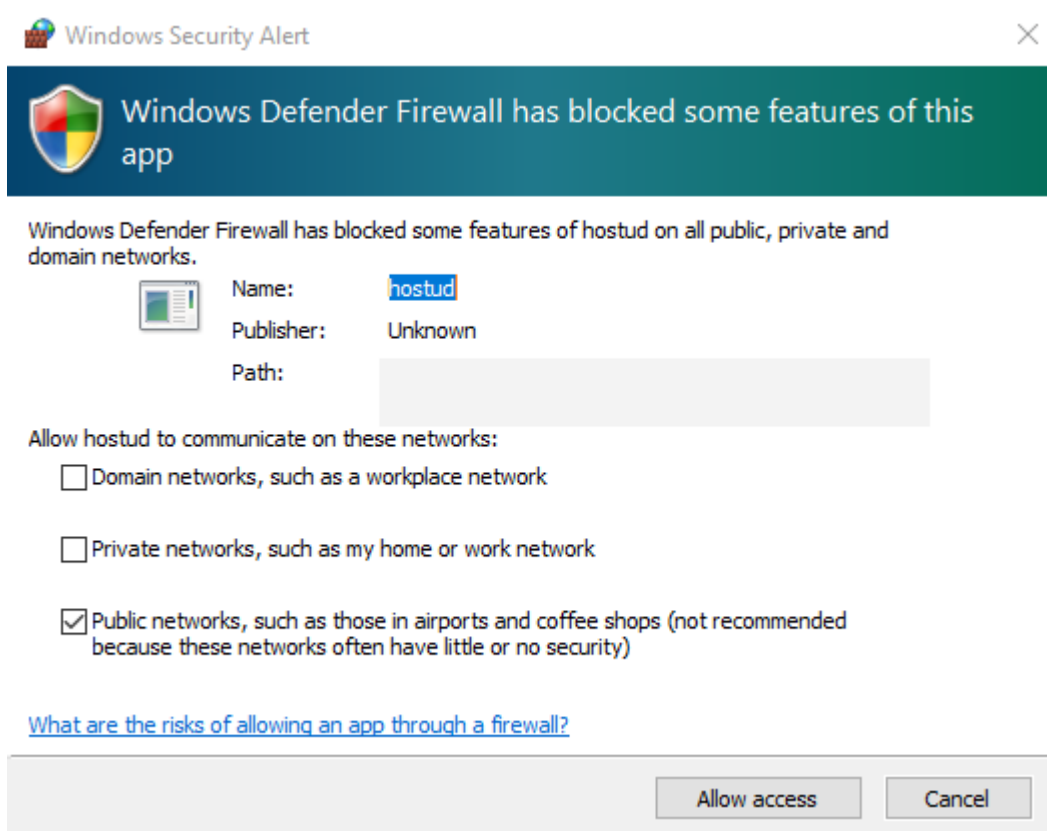 Windows Security Alert
Windows Defender Firewall has blocked some features of this
app
Windows Defender Firewall has blocked some features of hostud on all public, private and
domain networks.
Name: hostud
Publisher: Unknown
Path:
Allow hostud to communicate on these networks:
Domain networks, such as a workplace network
Private networks, such as my home or work network
Public networks, such as those in airports and coffee shops (not recommended
because these networks often have little or no security)
What are the risks of allowing an app through a firewall?
Allow access Cancel